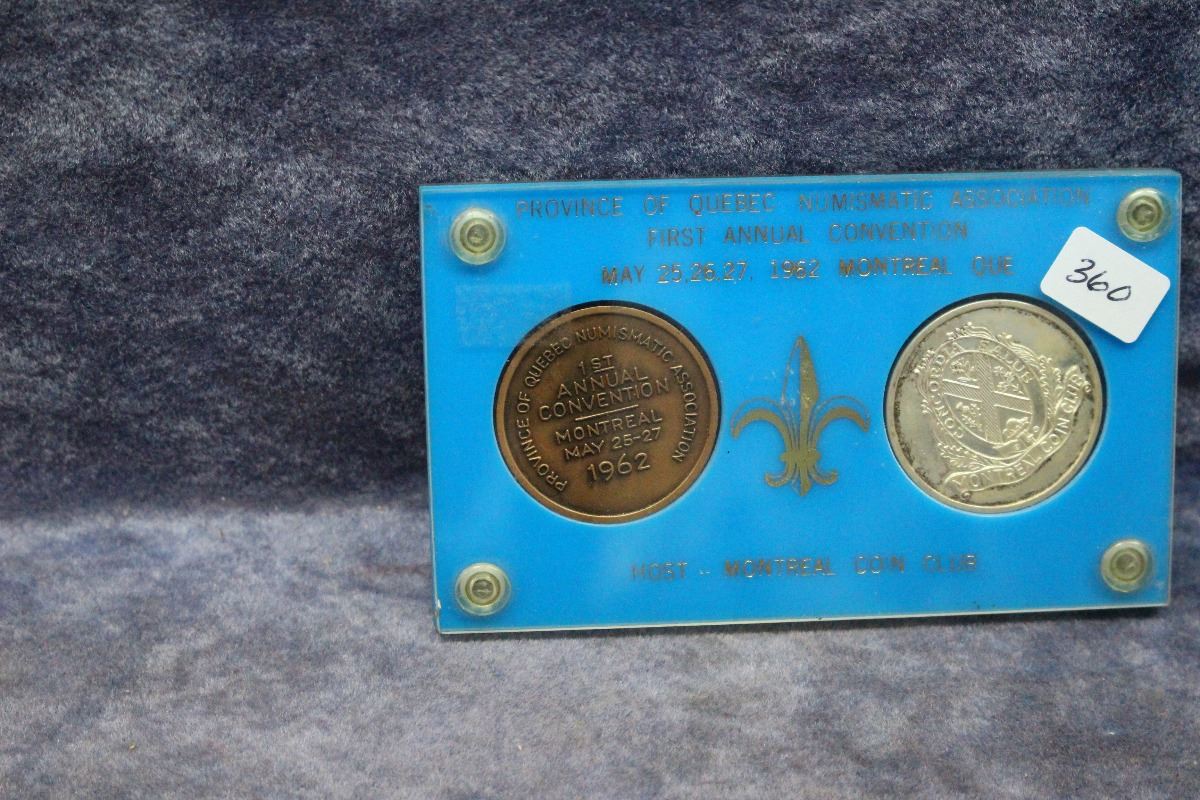 PROVINCE OF QUEBEC NUMISMATIC ASSOCIATION
FIRST ANNUAL CONVENTION
MAY 25.26.27. 1962 MONTREAL QUE
360
PROVINCE OF QUEBEC NUMISMATIC ASSOCIATION
1ST
ANNUAL
CONVENTION
MONTREAL
MAY 25-27
1962
CONCORDIA SALUS
MONTREAL COIN CLUB
HOST - MONTREAL COIN CLUB